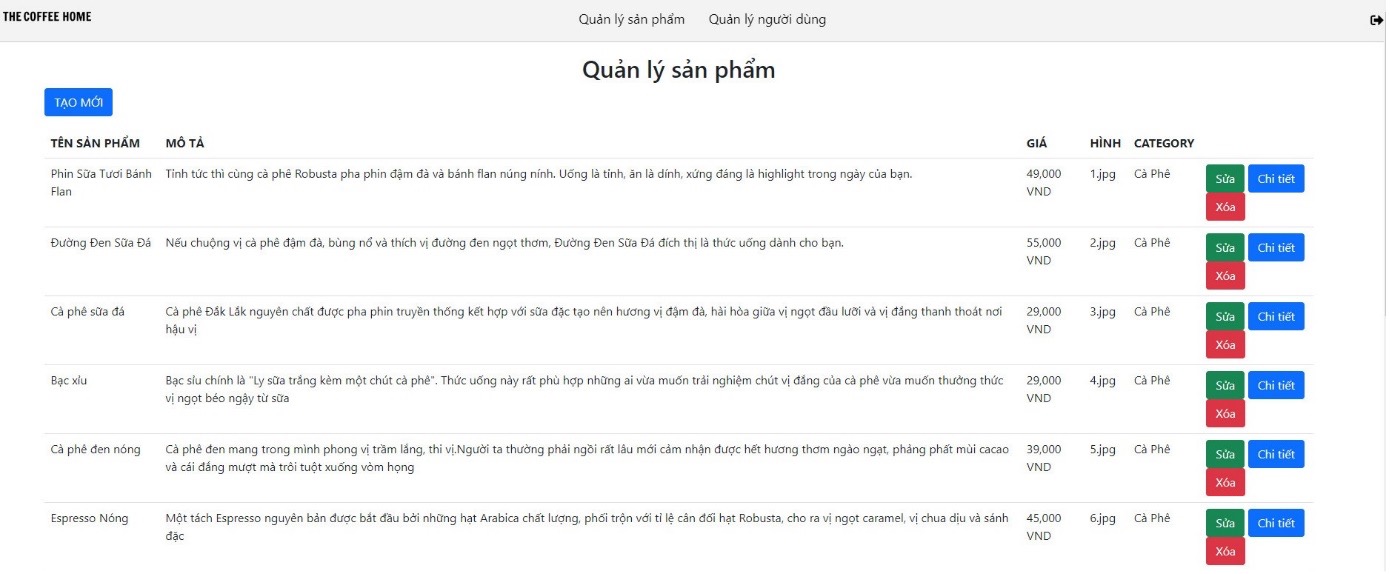 THE COFFEE HOME
Quản lý sản phẩm
Quản lý người dùng
Quản lý sản phẩm
TẠO MỚI
TÊN SẢN PHẨM MÔ TẢ GIÁ HÌNH CATEGORY
Phin Sữa Tươi Bánh Flan
Tỉnh tức thì cùng cà phê Robusta pha phin đậm đà và bánh flan núng nính. Uống là tỉnh, ăn là dính, xứng đáng là highlight trong ngày của bạn.
49,000
VND
1.jpg
Cà Phê
Sửa
Chi tiết
Xóa
Đường Đen Sữa Đá
Nếu chuộng vị cà phê đậm đà, bùng nổ và thích vị đường đen ngọt thơm, Đường Đen Sữa Đá đích thị là thức uống dành cho bạn.
55,000
VND
2.jpg
Cà Phê
Sửa
Chi tiết
Xóa
Cà phê sữa đá
Cà phê Đắk Lắk nguyên chất được pha phin truyền thống kết hợp với sữa đặc tạo nên hương vị đậm đà, hài hòa giữa vị ngọt đầu lưỡi và vị đắng thanh thoát nơi
hậu vị
29,000
VND
3.jpg
Cà Phê
Sửa
Chi tiết
Xóa
Bạc xỉu
Bạc sỉu chính là "Ly sữa trắng kèm một chút cà phê". Thức uống này rất phù hợp những ai vừa muốn trải nghiệm chút vị đắng của cà phê vừa muốn thưởng thức
vị ngọt béo ngậy từ sữa
29,000
VND
4.jpg
Cà Phê
Sửa
Chi tiết
Xóa
Cà phê đen nóng
Cà phê đen mang trong mình phong vị trầm lắng, thi vị.Người ta thường phải ngồi rất lâu mới cảm nhận được hết hương thơm ngào ngạt, phảng phất mùi cacao
và cái đắng mượt mà trôi tuột xuống vòm họng
39,000
VND
5.jpg
Cà Phê
Sửa
Chi tiết
Xóa
Espresso Nóng
Một tách Espresso nguyên bản được bắt đầu bởi những hạt Arabica chất lượng, phối trộn với tỉ lệ cân đối hạt Robusta, cho ra vị ngọt caramel, vị chua dịu và sánh
đặc
45,000
VND
6.jpg
Cà Phê
Sửa
Chi tiết
Xóa